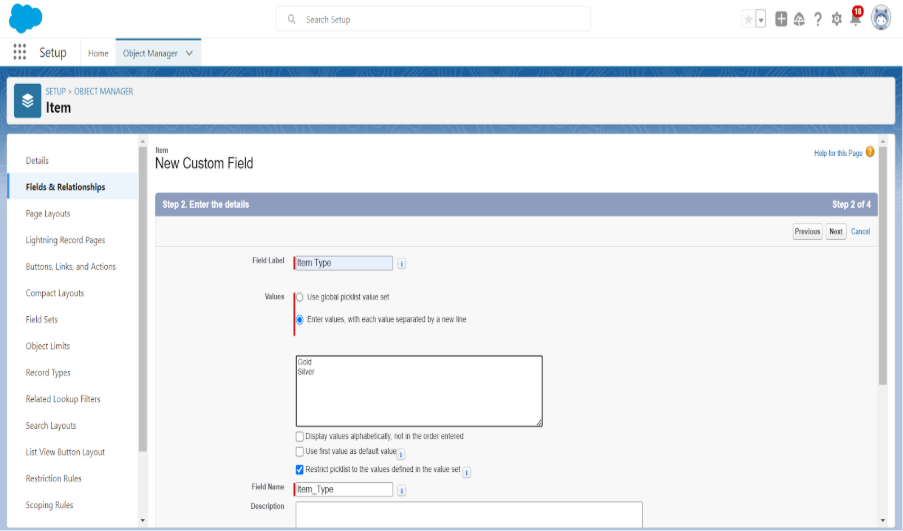 Search Setup
18
Setup
Home
Object Manager
SETUP > OBJECT MANAGER
Item
Details
Fields & Relationships
Page Layouts
Lightning Record Pages
Buttons, Links, and Actions
Compact Layouts
Field Sets
Object Limits
Record Types
Related Lookup Filters
Search Layouts
List View Button Layout
Restriction Rules
Scoping Rules
Item
New Custom Field
Help for this Page
Step 2. Enter the details Step 2 of 4
Previous Next Cancel
Field Label Item Type
Values Use global picklist value set
Enter values, with each value separated by a new line
Gold
Silver
Display values alphabetically, not in the order entered
Use first value as default value
Restrict picklist to the values defined in the value set
Field Name Item_Type
Description